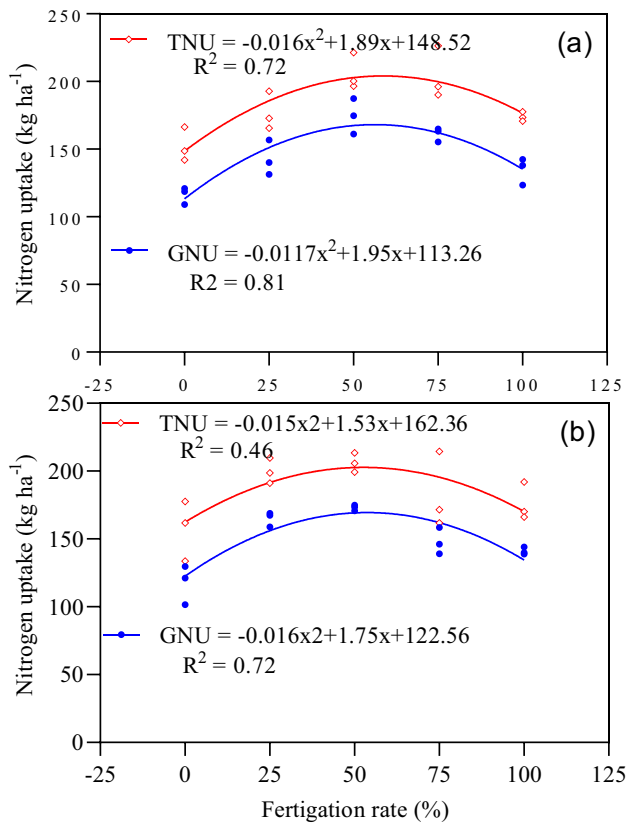 250
TNU = -0.016x²+1.89x+148.52
(a)
R² = 0.72
200
150
100
GNU = -0.0117x²+1.95x+113.26
R2 = 0.81
50
0
Nitrogen uptake (kg ha⁻¹)
-25 0 25 50 75 100 125
250
TNU = -0.015x2+1.53x+162.36
(b)
R² = 0.46
200
150
100
GNU = -0.016x2+1.75x+122.56
R² = 0.72
50
0
Nitrogen uptake (kg ha⁻¹)
-25 0 25 50 75 100 125
Fertigation rate (%)